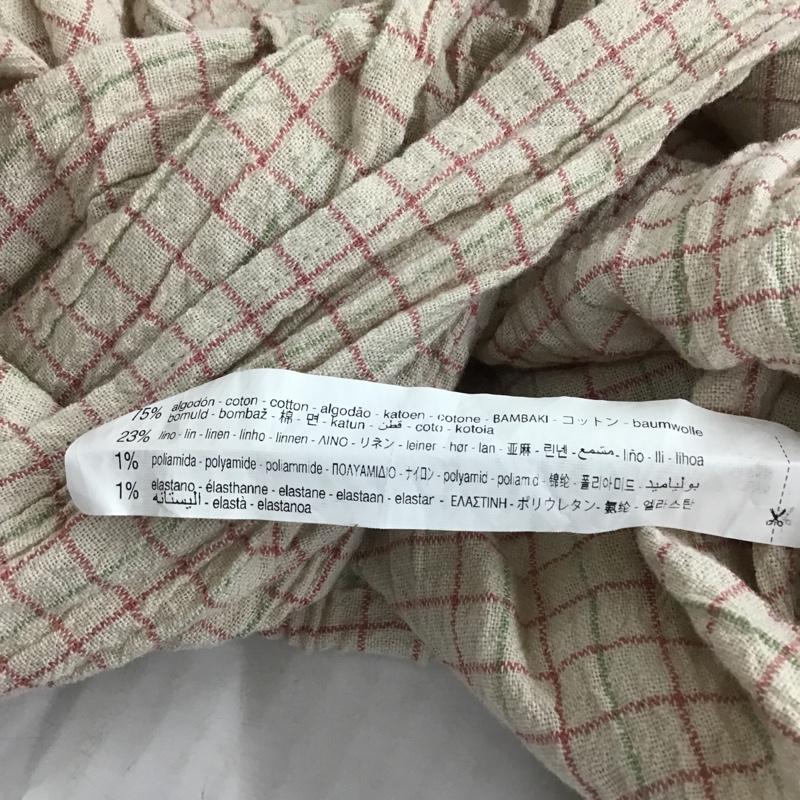 75% algodón - coton - cotton - algodão - katoen - cotone - BAMBAKI - コットン - baumwolle
bomuld - bombaž - 棉 - 면 - katun - قطن - coto - kotoia
23% lino - lin - linen - linho - linnen - ΛΙΝΟ - リネン - leiner - hør - lan - 亚麻 - 린넨 - - liño - lli - lihoa
1% poliamida - polyamide - poliammide - ΠΟΛΥΑΜΙΔΙΟ - ナイロン - polyamid - poliamid - 锦纶 - 폴리아미드 - بولياميد
1% elastano - élasthanne - elastane - elastaan - elastar - ΕΛΑΣΤΙΝΗ - ポリウレタン - 氨纶 - 엘라스탄
- elastà - elastanoa